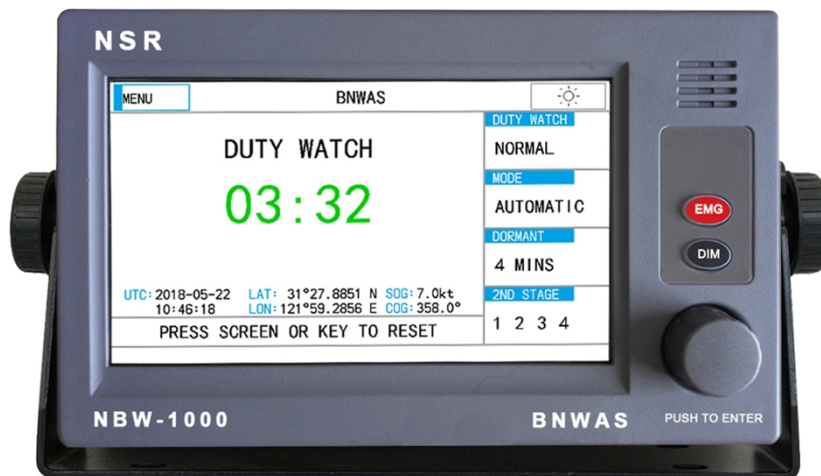 NSR
MENU BNWAS
DUTY WATCH
03:32
UTC: 2018-05-22 LAT: 31°27.8851 N SOG: 7.0kt
10:46:18 LON: 121°59.2856 E COG: 358.0°
PRESS SCREEN OR KEY TO RESET
DUTY WATCH
NORMAL
MODE
AUTOMATIC
DORMANT
4 MINS
2ND STAGE
1 2 3 4
EMG
DIM
NBW-1000 BNWAS PUSH TO ENTER